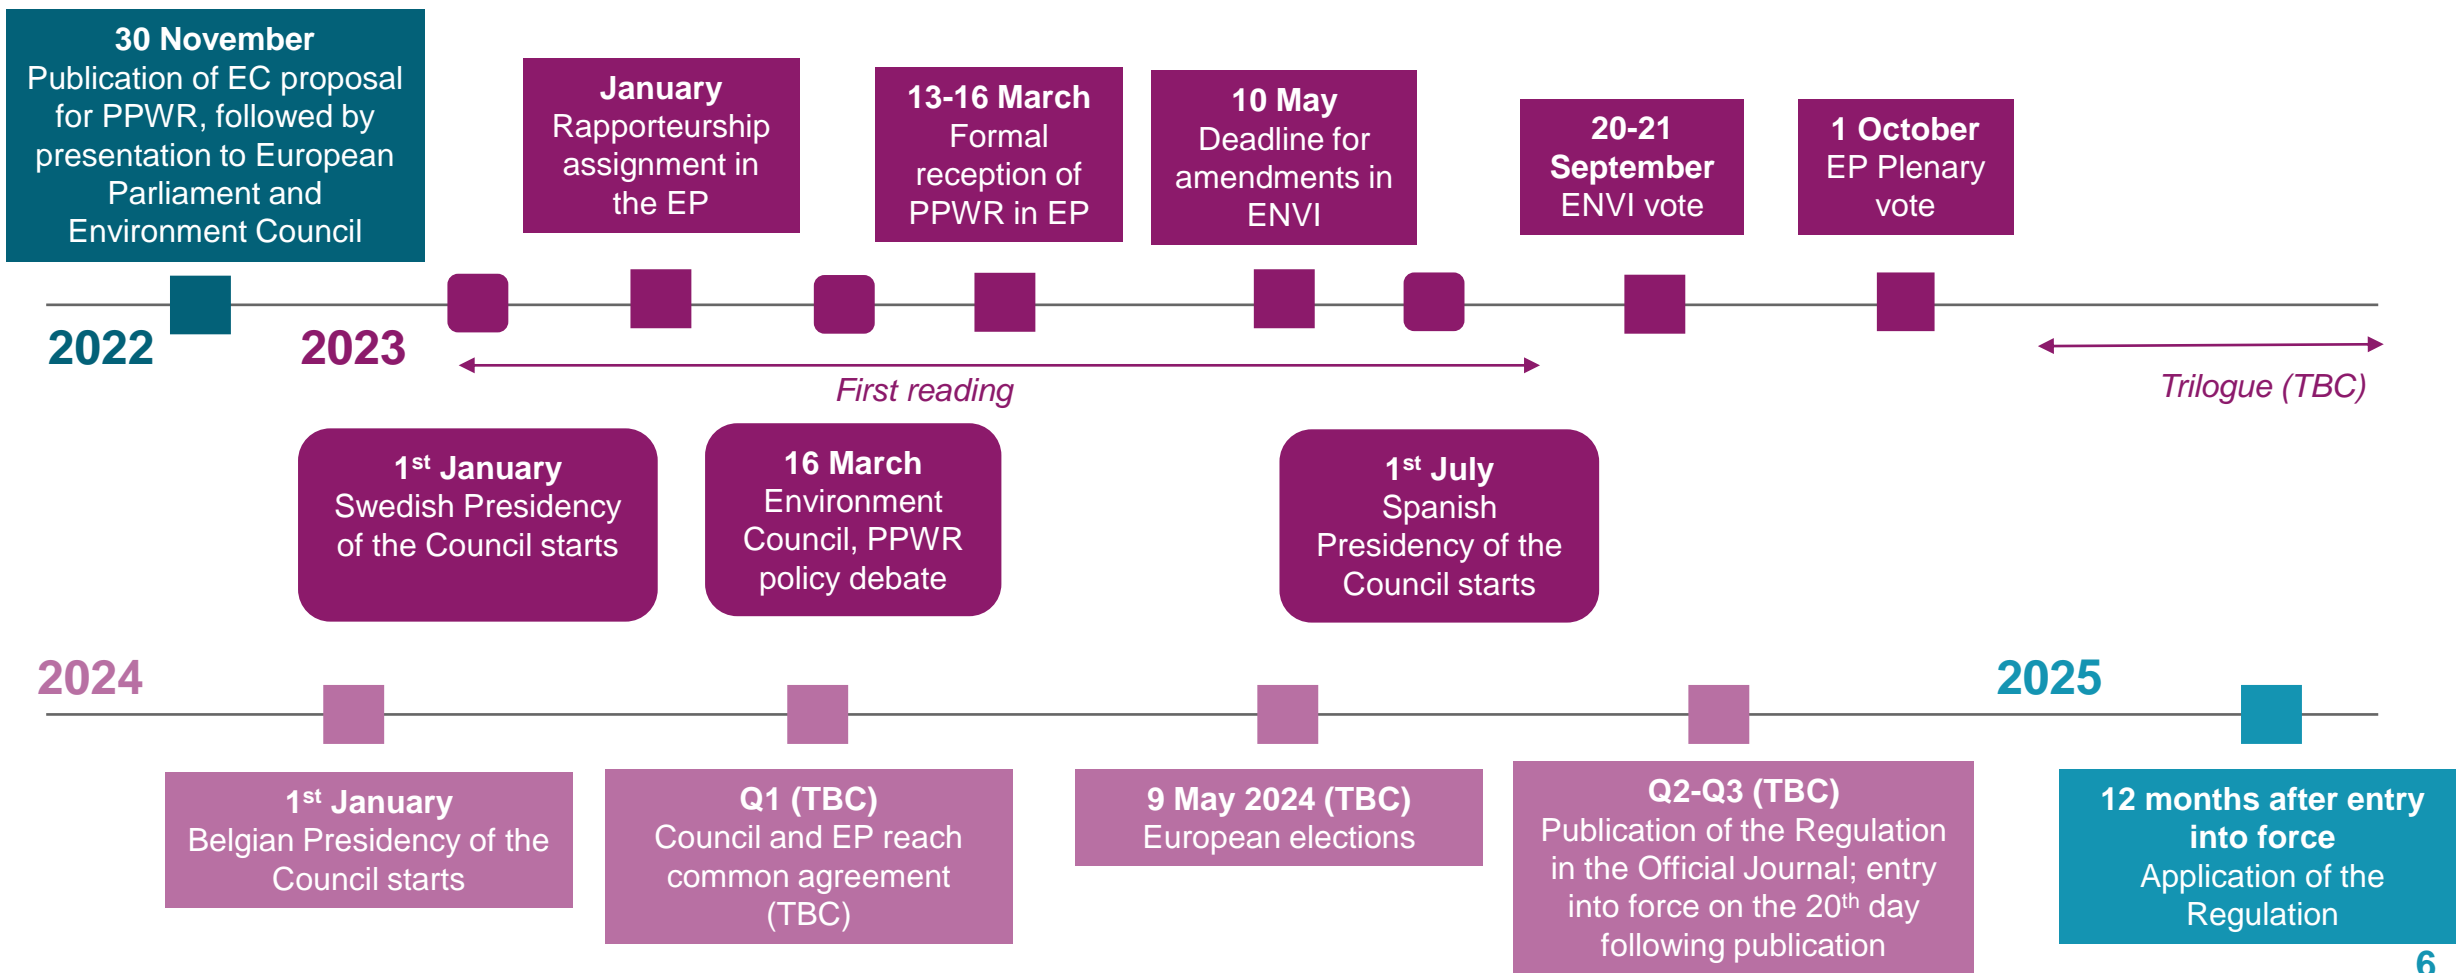 30 November
Publication of EC proposal
for PPWR, followed by
presentation to European
Parliament and
Environment Council
January
Rapporteurship
assignment in
the EP
13-16 March
Formal
reception of
PPWR in EP
10 May
Deadline for
amendments in
ENVI
20-21
September
ENVI vote
1 October
EP Plenary
vote
2022
2023
First reading
Trilogue (TBC)
1st January
Swedish Presidency
of the Council starts
16 March
Environment
Council, PPWR
policy debate
1st July
Spanish
Presidency of the
Council starts
2024
2025
1st January
Belgian Presidency of the
Council starts
Q1 (TBC)
Council and EP reach
common agreement
(TBC)
9 May 2024 (TBC)
European elections
Q2-Q3 (TBC)
Publication of the Regulation
in the Official Journal; entry
into force on the 20th day
following publication
12 months after entry
into force
Application of the
Regulation
6